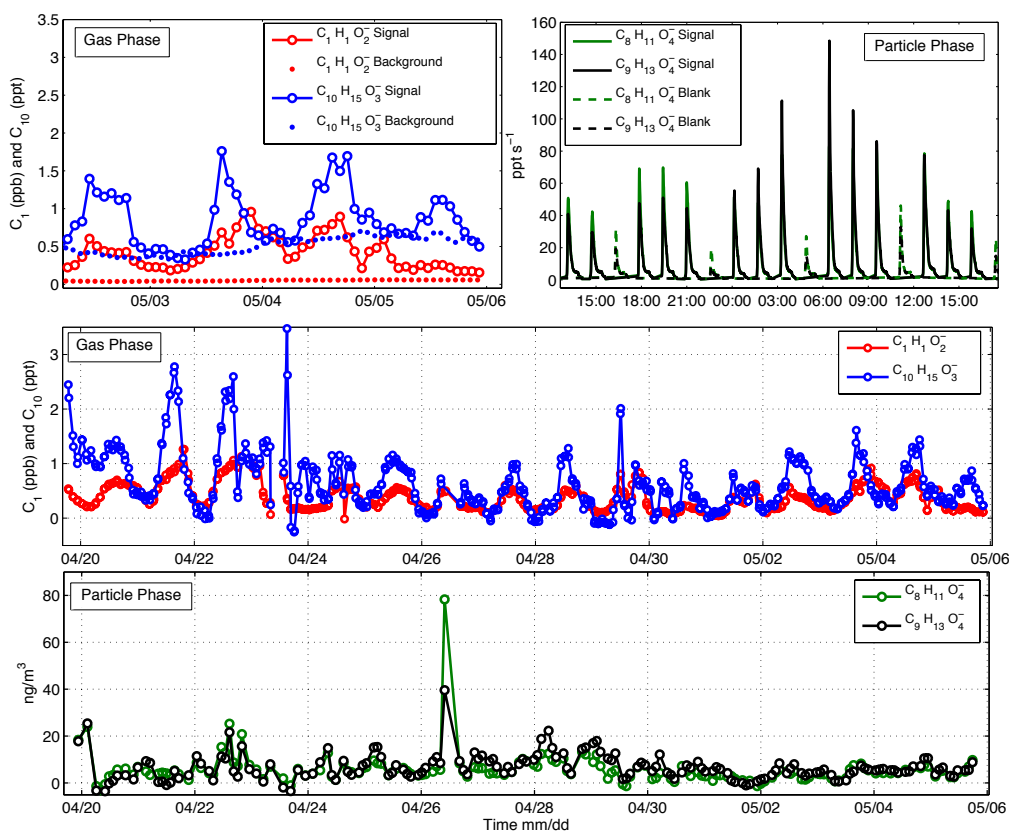 Gas Phase
C1 H1 O2- Signal
C1 H1 O2- Background
C10 H15 O3- Signal
C10 H15 O3- Background
C1 (ppb) and C10 (ppt)
3.5
3
2.5
2
1.5
1
0.5
0
05/03 05/04 05/05 05/06
Particle Phase
C8 H11 O4- Signal
C9 H13 O4- Signal
C8 H11 O4- Blank
C9 H13 O4- Blank
ppt s-1
160
140
120
100
80
60
40
20
0
15:00 18:00 21:00 00:00 03:00 06:00 09:00 12:00 15:00
Gas Phase
C1 H1 O2-
C10 H15 O3-
C1 (ppb) and C10 (ppt)
3
2
1
0
04/20 04/22 04/24 04/26 04/28 04/30 05/02 05/04 05/06
Particle Phase
C8 H11 O4-
C9 H13 O4-
ng/m3
80
60
40
20
0
04/20 04/22 04/24 04/26 04/28 04/30 05/02 05/04 05/06
Time mm/dd